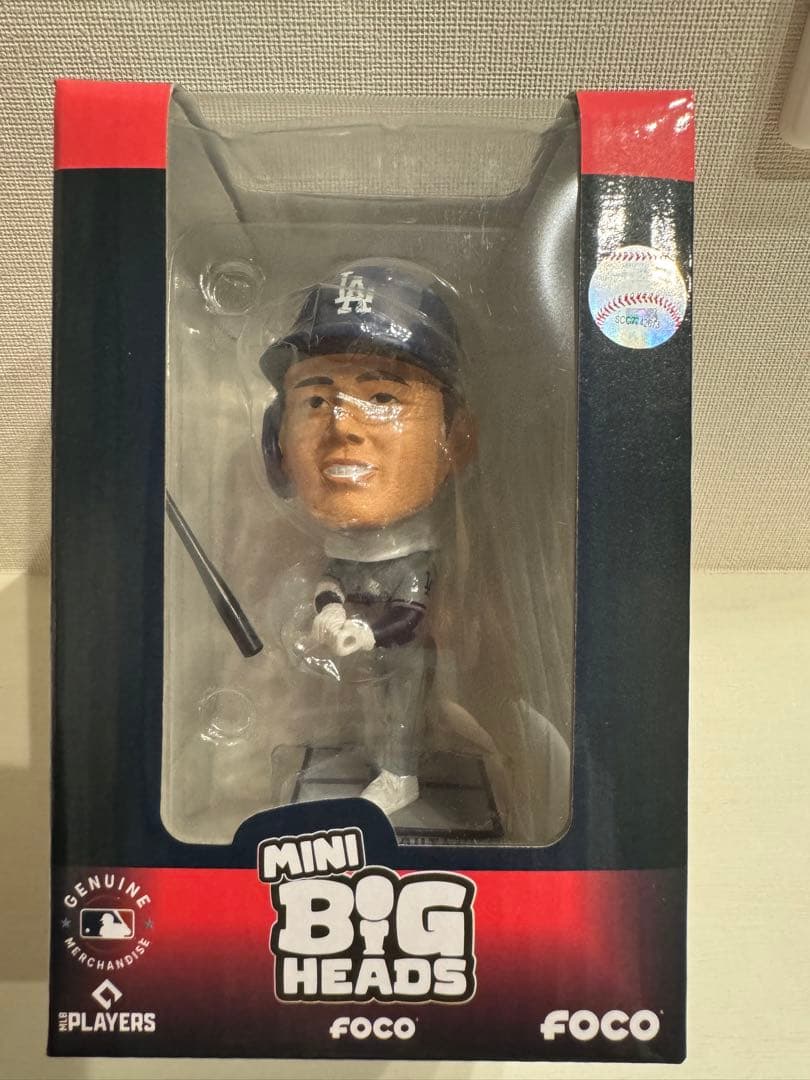 LA
GENUINE
MERCHANDISE
MLB PLAYERS
MINI
BIG
HEADS
FOCO
FOCO